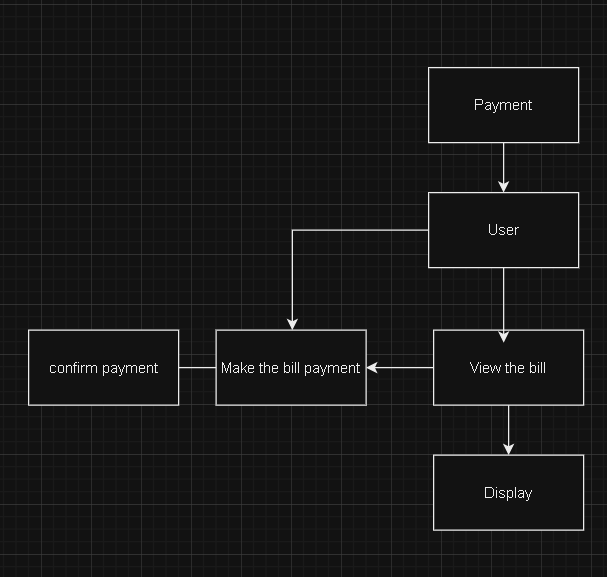 Payment
User
confirm payment
Make the bill payment
View the bill
Display